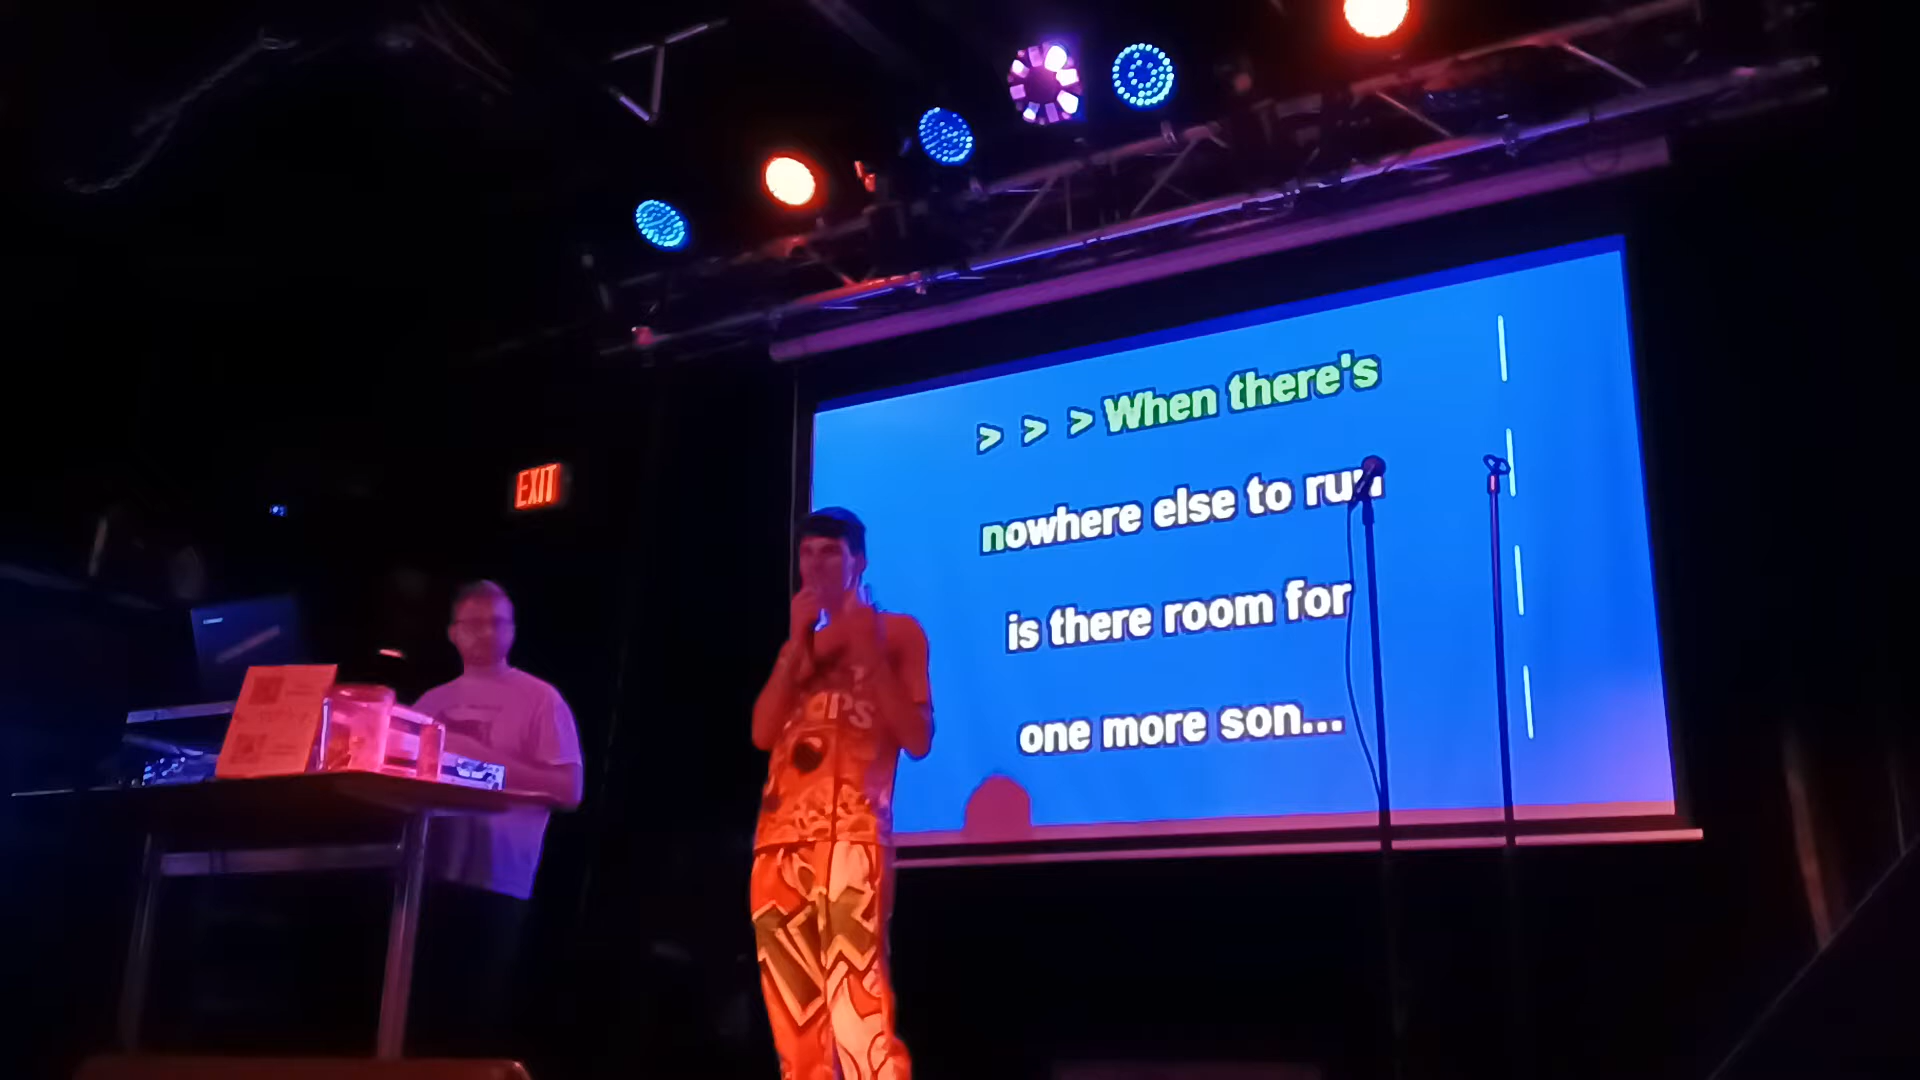 > > > When there's
nowhere else to run
is there room for
one more son...
EXIT